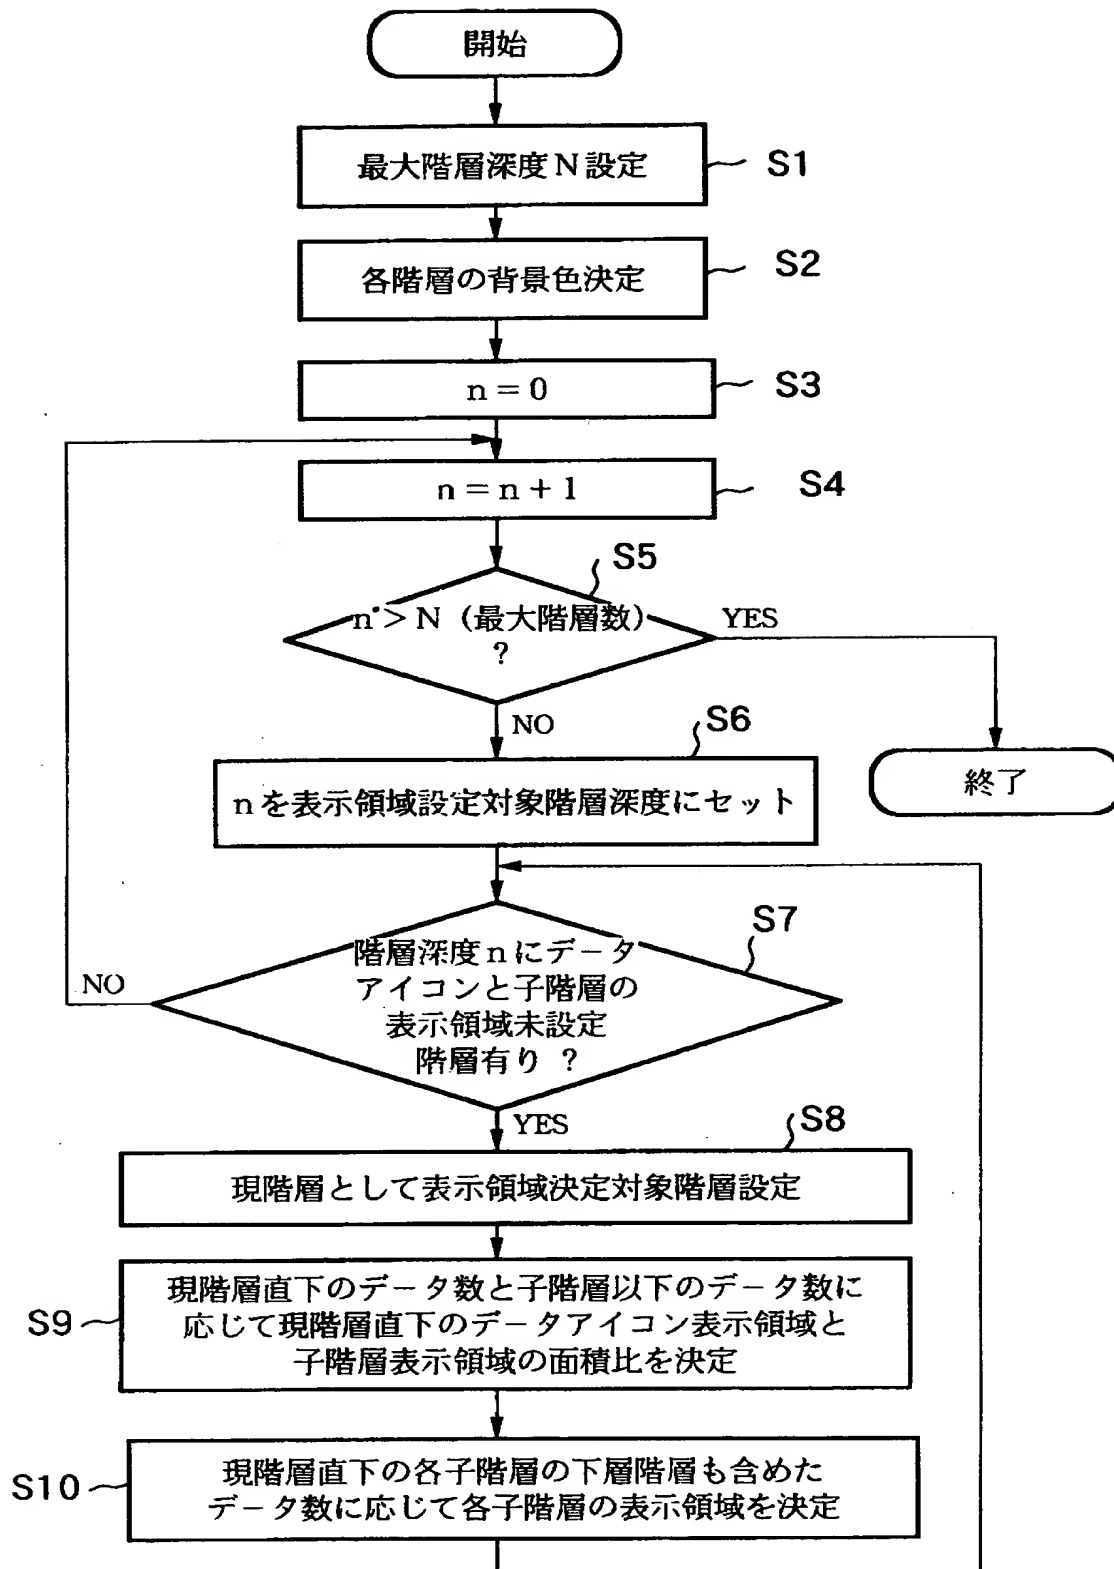 開始
最大階層深度N設定
S1
各階層の背景色決定
S2
n = 0
S3
n = n + 1
S4
S5
n > N (最大階層数)
?
YES
NO
S6
nを表示領域設定対象階層深度にセット
終了
S7
階層深度nにデータ
アイコンと子階層の
表示領域未設定
階層有り ?
NO
YES
S8
現階層として表示領域決定対象階層設定
S9
現階層直下のデータ数と子階層以下のデータ数に
応じて現階層直下のデータアイコン表示領域と
子階層表示領域の面積比を決定
S10
現階層直下の各子階層の下層階層も含めた
データ数に応じて各子階層の表示領域を決定